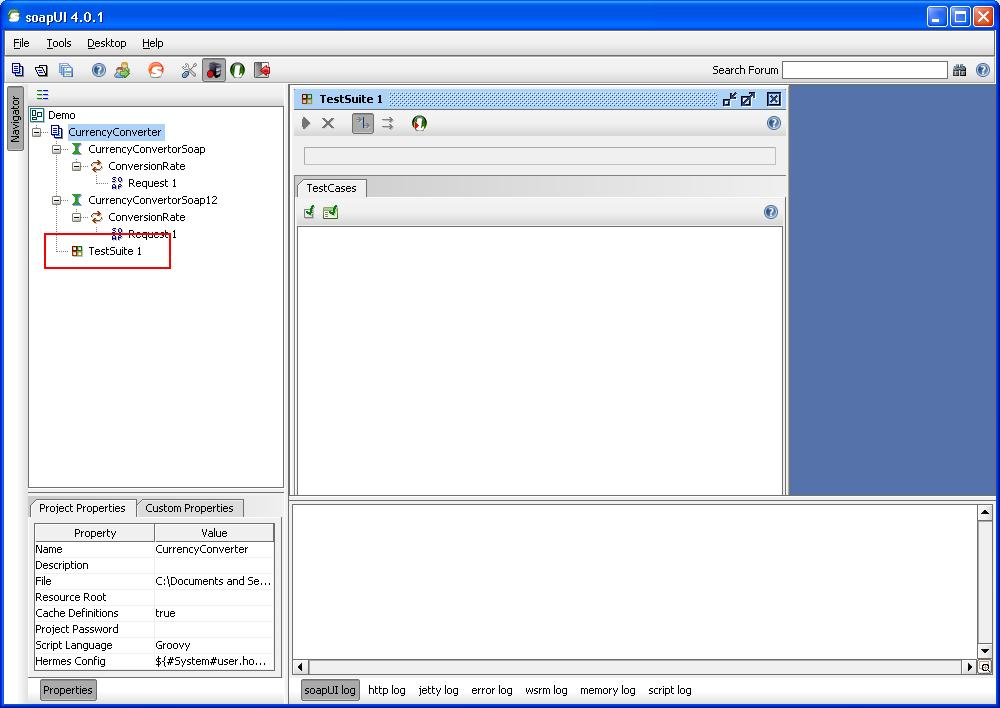 soapUI 4.0.1
File Tools Desktop Help
Search Forum
Navigator
Demo
CurrencyConverter
CurrencyConvertorSoap
ConversionRate
Request 1
CurrencyConvertorSoap12
ConversionRate
Request 1
TestSuite 1
TestSuite 1
TestCases
Project Properties Custom Properties
Property Value
Name CurrencyConverter
Description
File C:\Documents and Se...
Resource Root
Cache Definitions true
Project Password
Script Language Groovy
Hermes Config ${#System#user.ho...
Properties
soapUI log http log jetty log error log wsrm log memory log script log